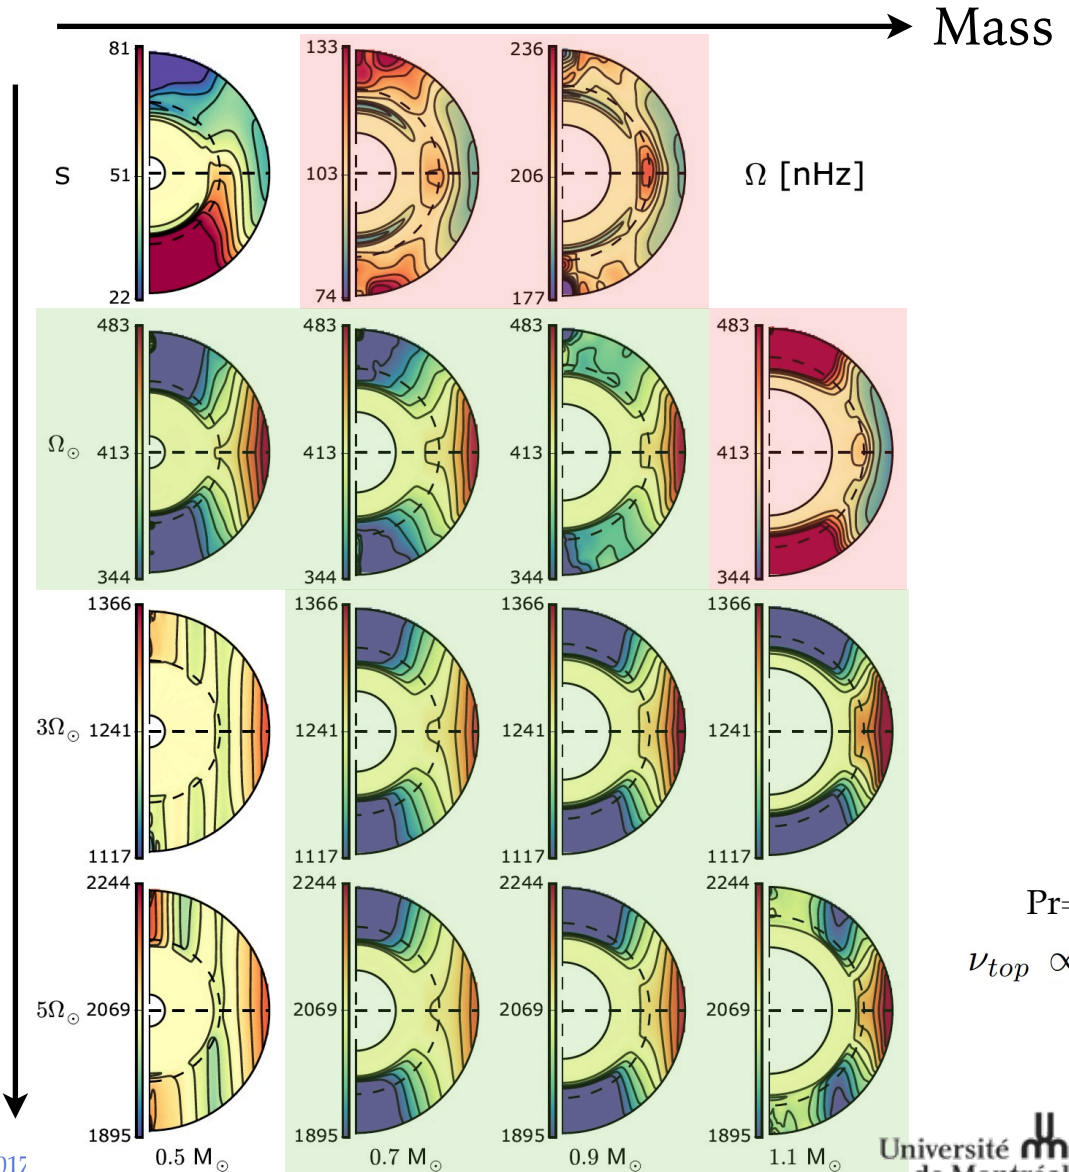 Mass
81 133 236
S 51 103 206 Ω [nHz]
22 74 177
483 483 483 483
Ω⊙ 413 413 413 413
344 344 344 344
1366 1366 1366 1366
3Ω⊙ 1241 1241 1241 1241
1117 1117 1117 1117
2244 2244 2244 2244
Pr=
ν_top ∝
5Ω⊙ 2069 2069 2069 2069
1895 1895 1895 1895
0.5 M⊙ 0.7 M⊙ 0.9 M⊙ 1.1 M⊙
Université
de Montréal
017